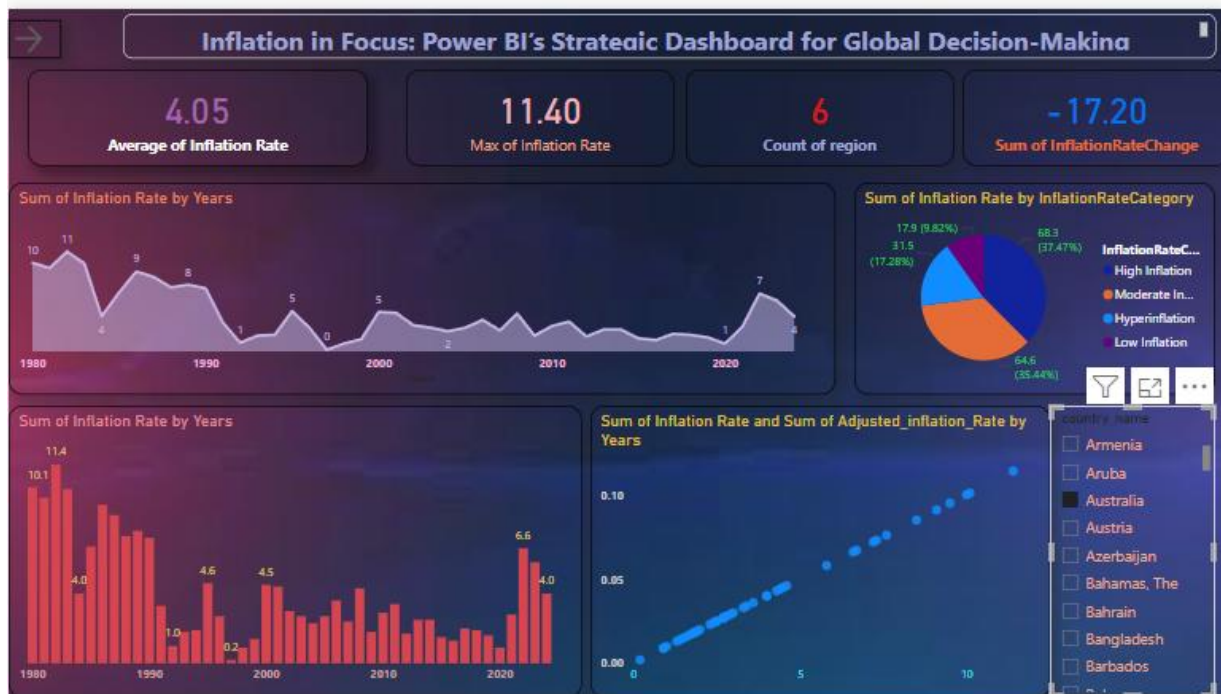 Inflation in Focus: Power BI's Strategic Dashboard for Global Decision-Making
4.05
Average of Inflation Rate
11.40
Max of Inflation Rate
6
Count of region
-17.20
Sum of InflationRateChange
Sum of Inflation Rate by Years
10
11
4
9
8
1
5
0
5
2
1
7
4
1980
1990
2000
2010
2020
Sum of Inflation Rate by InflationRateCategory
17.9 (9.82%)
31.5
(17.28%)
68.3
(37.47%)
64.6
(35.44%)
InflationRateC...
High Inflation
Moderate In...
Hyperinflation
Low Inflation
Sum of Inflation Rate by Years
10.1
11.4
4.0
1.0
4.6
0.2
4.5
6.6
4.0
1980
1990
2000
2010
2020
Sum of Inflation Rate and Sum of Adjusted_inflation_Rate by
Years
0.10
0.05
0.00
0
5
10
country_name
Armenia
Aruba
Australia
Austria
Azerbaijan
Bahamas, The
Bahrain
Bangladesh
Barbados